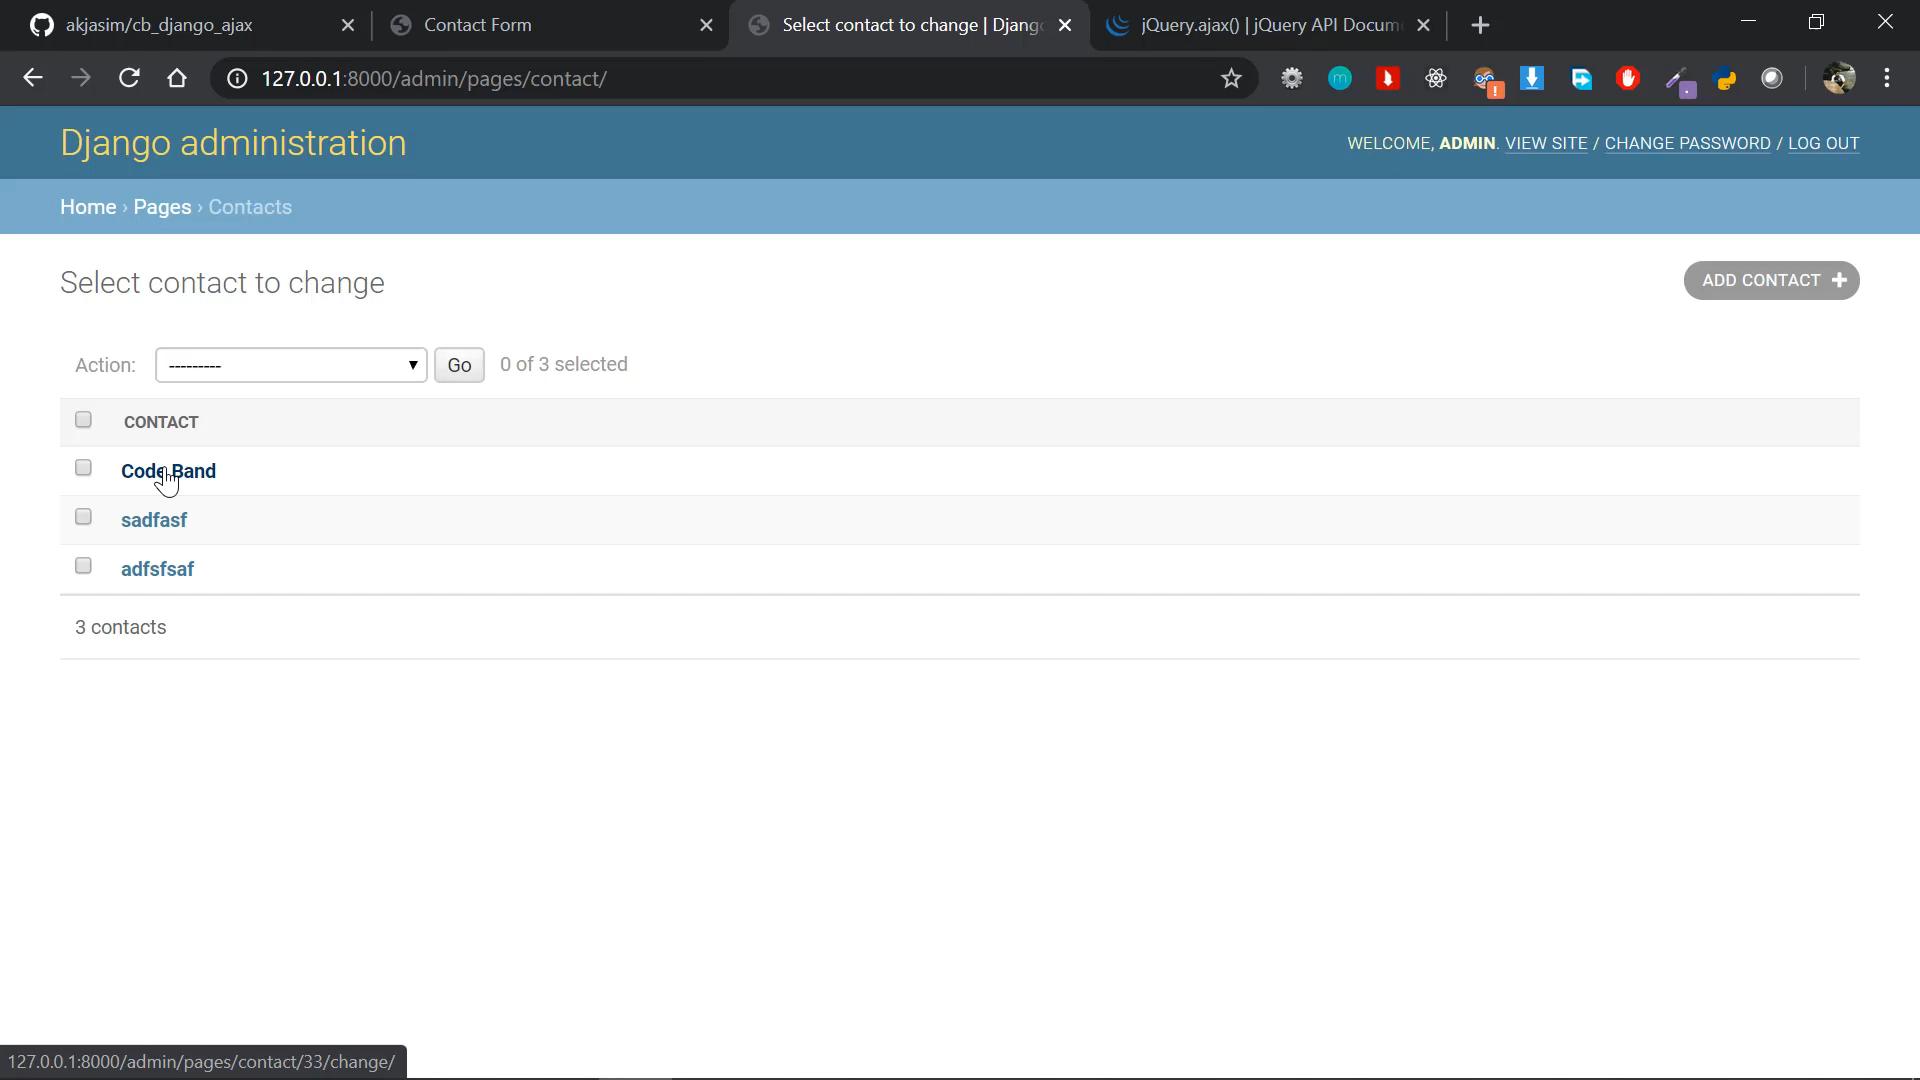 akjasim/cb_django_ajax
Contact Form
Select contact to change | Djang
jQuery.ajax() | jQuery API Docum
127.0.0.1:8000/admin/pages/contact/
Django administration
WELCOME, ADMIN. VIEW SITE / CHANGE PASSWORD / LOG OUT
Home › Pages › Contacts
Select contact to change
ADD CONTACT +
Action: --------- Go 0 of 3 selected
CONTACT
Code Band
sadfasf
adfsfsaf
3 contacts
127.0.0.1:8000/admin/pages/contact/33/change/